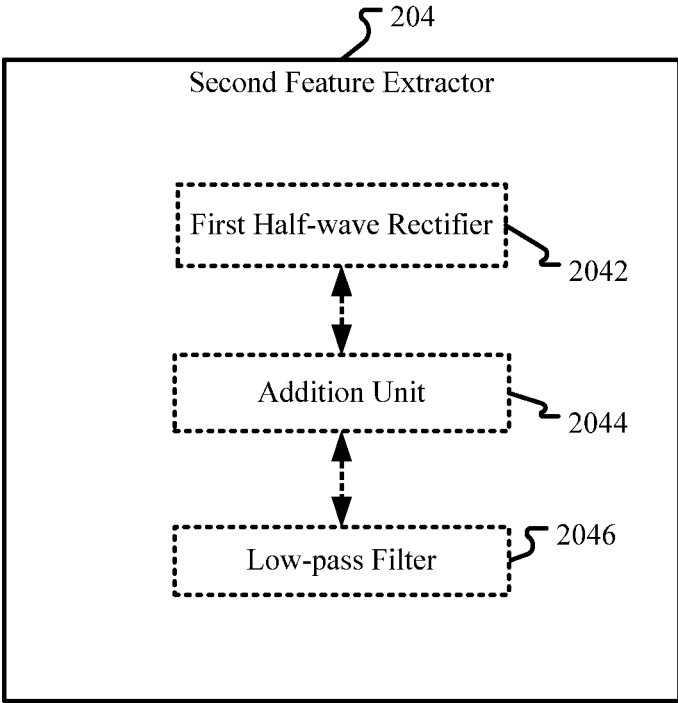 204
Second Feature Extractor
First Half-wave Rectifier
2042
Addition Unit
2044
2046
Low-pass Filter